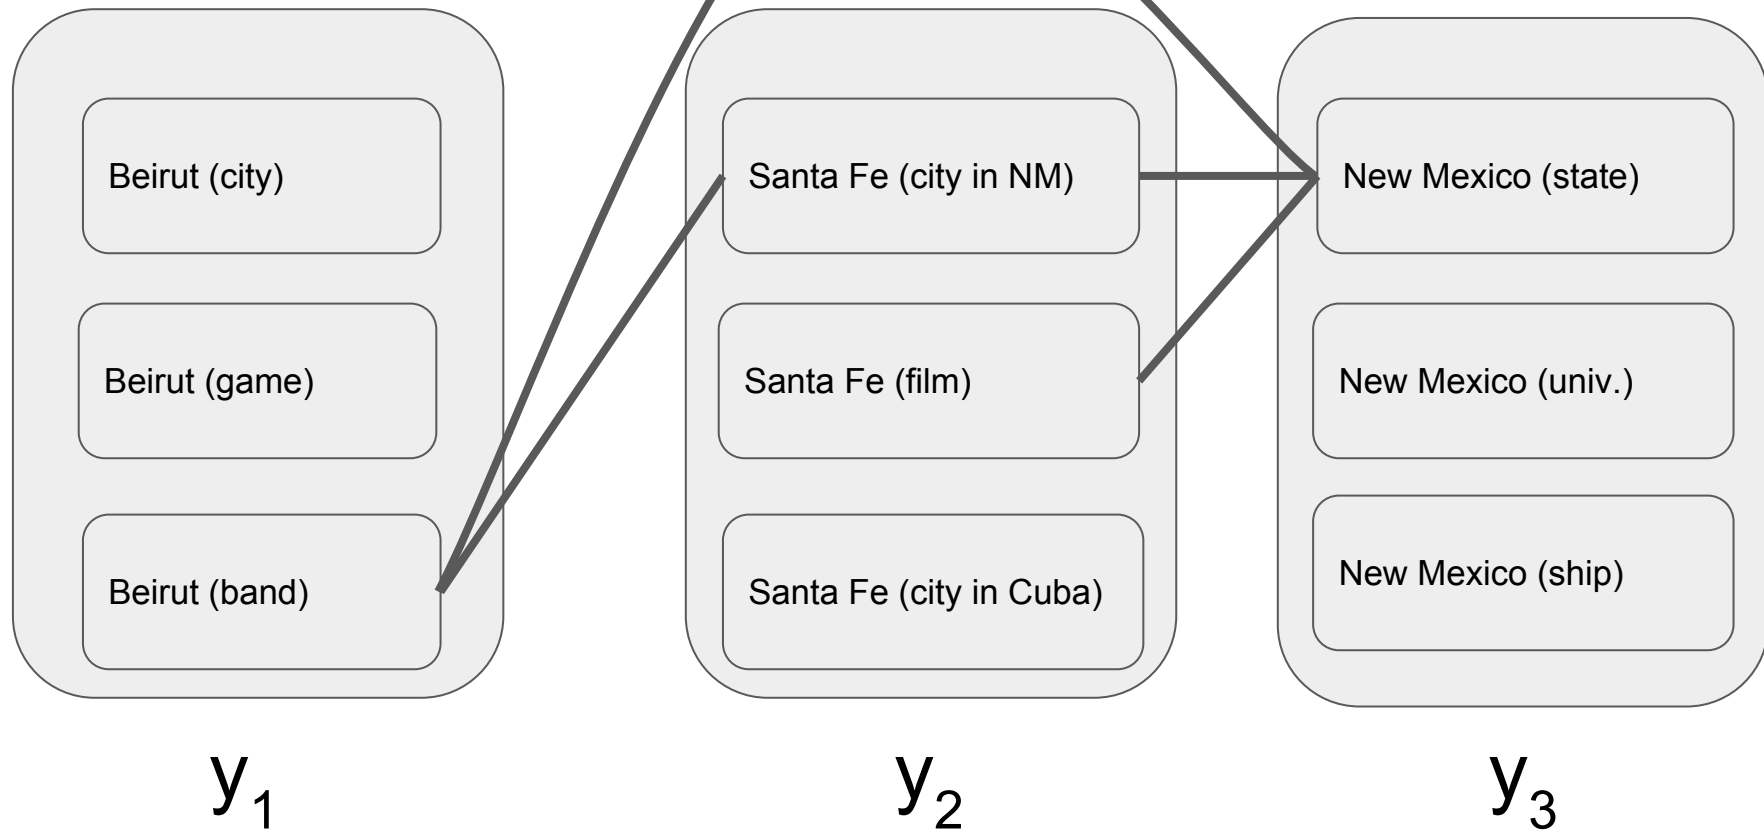 Beirut (city)
Beirut (game)
Beirut (band)
y1
Santa Fe (city in NM)
Santa Fe (film)
Santa Fe (city in Cuba)
y2
New Mexico (state)
New Mexico (univ.)
New Mexico (ship)
y3